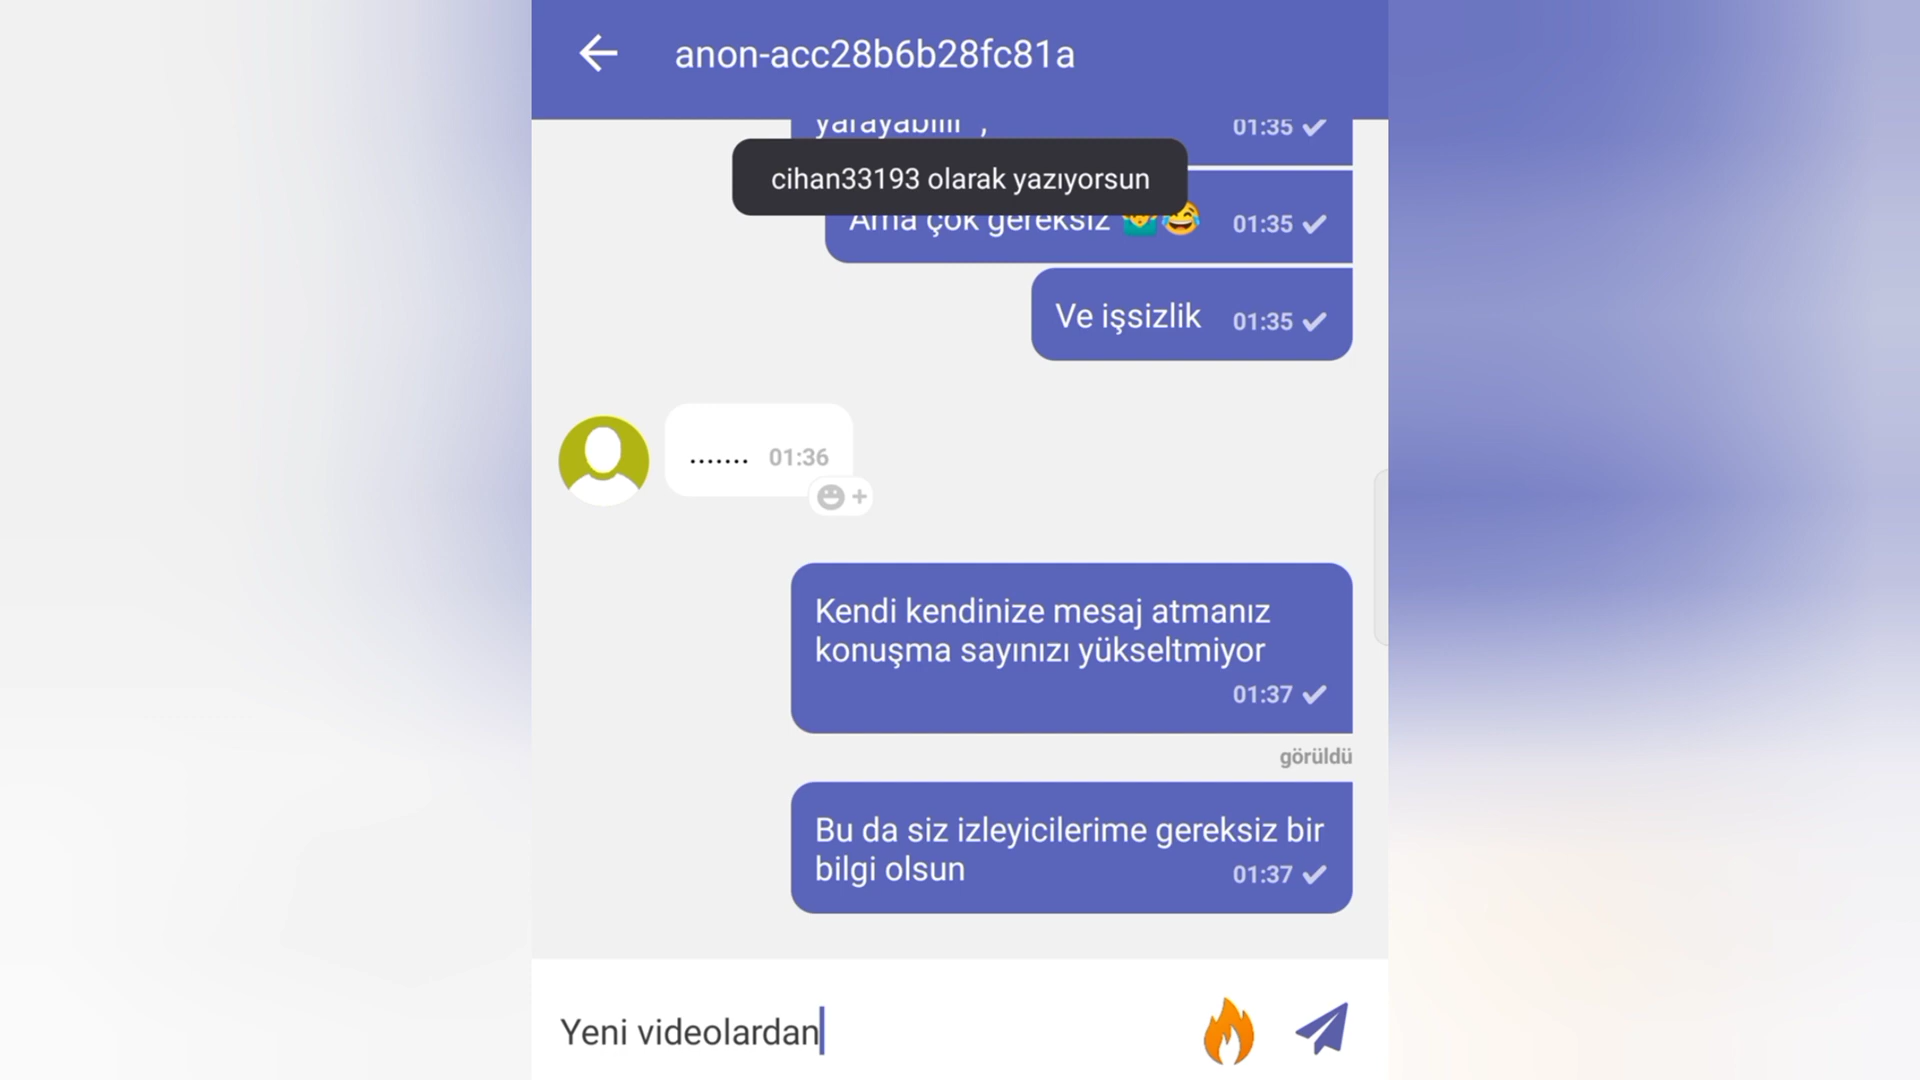 anon-acc28b6b28fc81a
yarayabilir ,
01:35
cihan33193 olarak yazıyorsun
Ama çok gereksiz 🤷😂 01:35
Ve işsizlik 01:35
....... 01:36
Kendi kendinize mesaj atmanız
konuşma sayınızı yükseltmiyor
01:37
görüldü
Bu da siz izleyicilerime gereksiz bir
bilgi olsun 01:37
Yeni videolardan